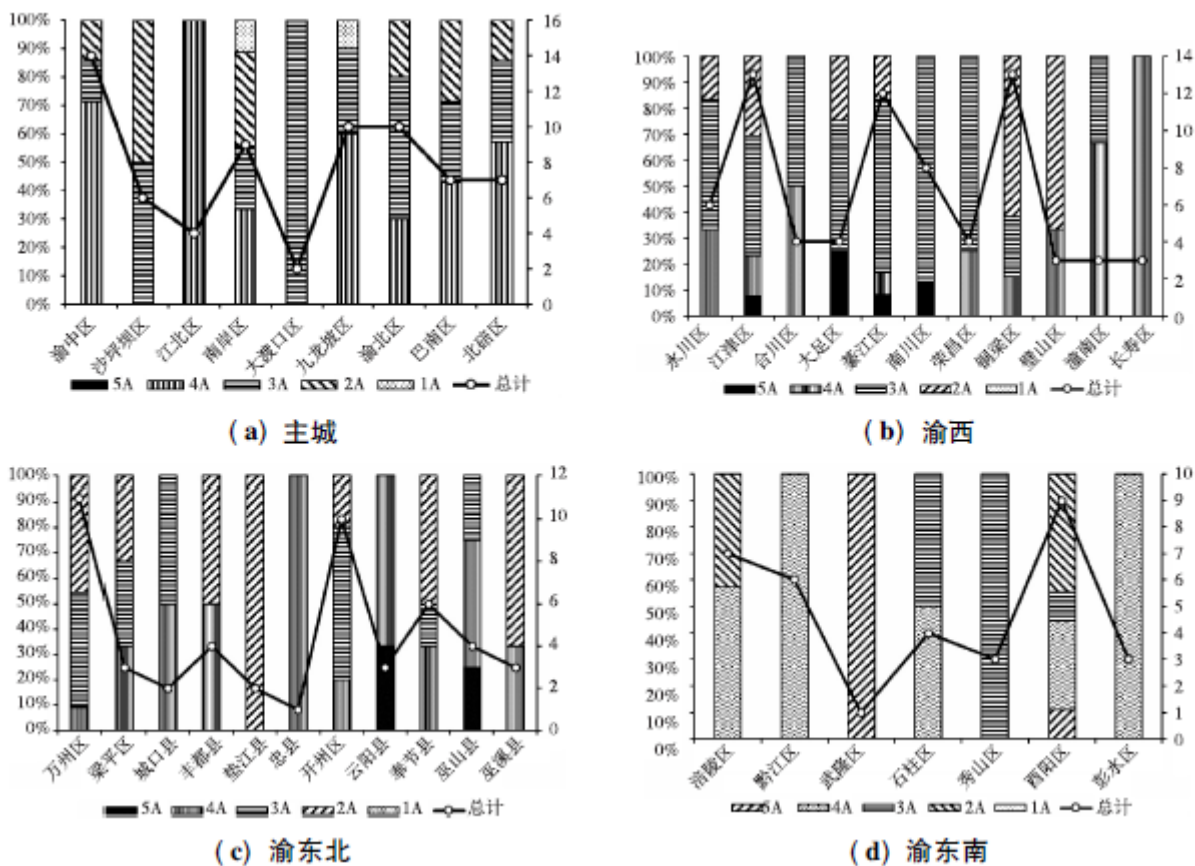 100%
90%
80%
70%
60%
50%
40%
30%
20%
10%
0%
16
14
12
10
8
6
4
2
0
渝中区
沙坪坝区
江北区
南岸区
大渡口区
九龙坡区
渝北区
巴南区
北碚区
5A 4A 3A 2A 1A 总计
(a) 主城
100%
90%
80%
70%
60%
50%
40%
30%
20%
10%
0%
14
12
10
8
6
4
2
0
永川区
江津区
合川区
大足区
綦江区
南川区
荣昌区
铜梁区
璧山区
潼南区
长寿区
5A 4A 3A 2A 1A 总计
(b) 渝西
100%
90%
80%
70%
60%
50%
40%
30%
20%
10%
0%
12
10
8
6
4
2
0
万州区
梁平区
城口县
丰都县
垫江县
忠县
开州区
云阳县
奉节县
巫山县
巫溪县
5A 4A 3A 2A 1A 总计
(c) 渝东北
100%
90%
80%
70%
60%
50%
40%
30%
20%
10%
0%
10
9
8
7
6
5
4
3
2
1
0
涪陵区
黔江区
武隆区
石柱区
秀山区
酉阳区
彭水区
5A 4A 3A 2A 1A 总计
(d) 渝东南